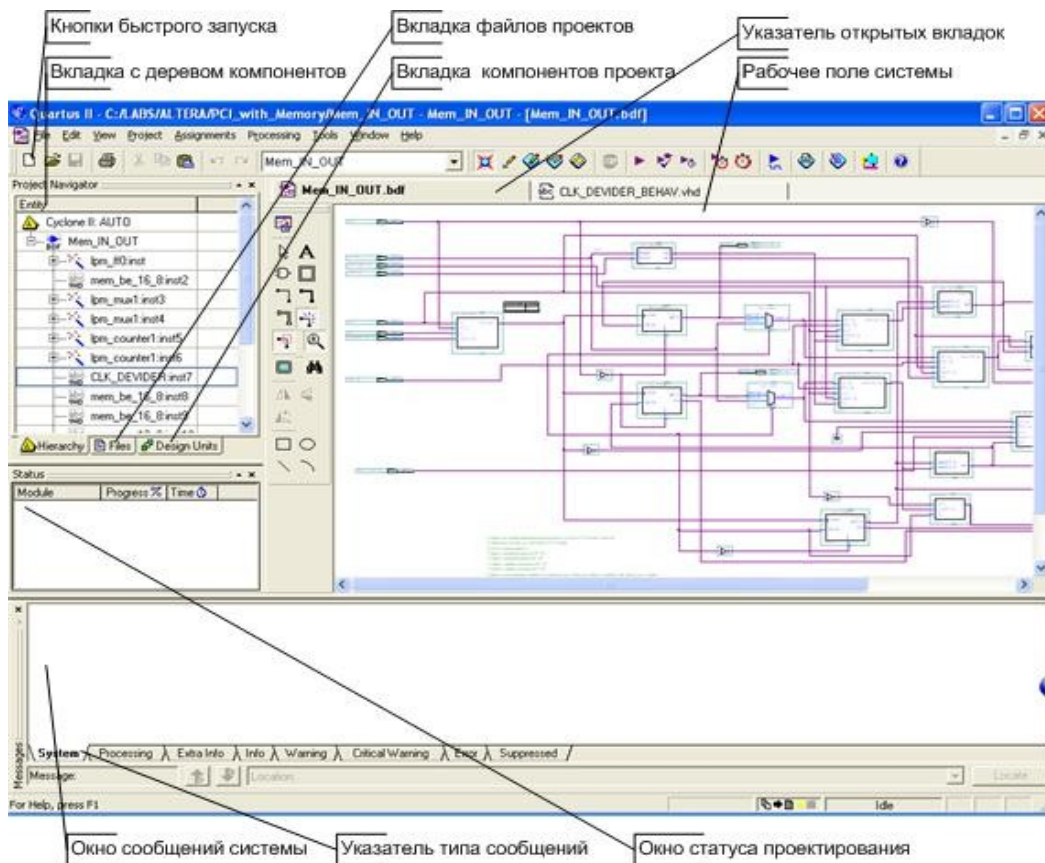 Кнопки быстрого запуска
Вкладка файлов проектов
Указатель открытых вкладок
Вкладка с деревом компонентов
Вкладка компонентов проекта
Рабочее поле системы
Quartus II - C:/LABS/ALTERA/PCI_with_Memory/Mem_IN_OUT - Mem_IN_OUT - [Mem_IN_OUT.bdf]
File Edit View Project Assignments Processing Tools Window Help
Mem_IN_OUT
Project Navigator
Mem_IN_OUT.bdf
CLK_DEVIDER_BEHAV.vhd
Entity
Cyclone II: AUTO
Mem_IN_OUT
lpm_ff0:inst
mem_be_16_8:inst2
lpm_mux1:inst3
lpm_mux1:inst4
lpm_counter1:inst5
lpm_counter1:inst6
CLK_DEVIDER:inst7
mem_be_16_8:inst8
mem_be_16_8:inst9
Hierarchy Files Design Units
Status
Module Progress % Time
Messages
System Processing Extra Info Info Warning Critical Warning Error Suppressed
Message: Location: Locate
For Help, press F1
Idle
Окно сообщений системы
Указатель типа сообщений
Окно статуса проектирования